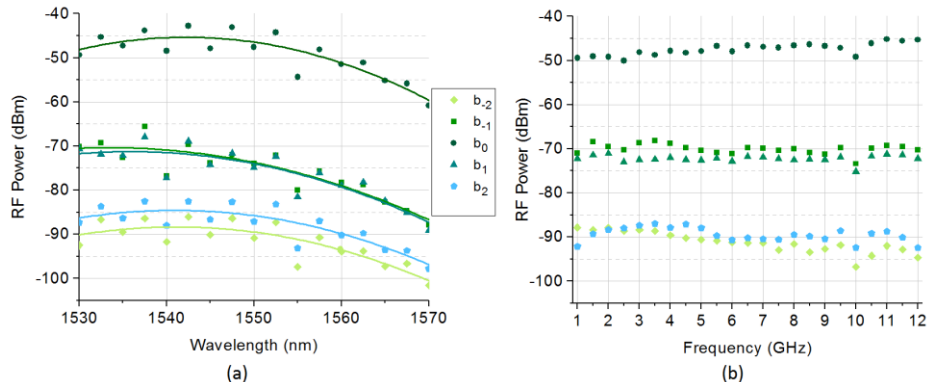 -40
-50
-60
-70
-80
-90
-100
RF Power (dBm)
1530
1540
1550
1560
1570
Wavelength (nm)
(a)
b-2
b-1
b0
b1
b2
-40
-50
-60
-70
-80
-90
-100
RF Power (dBm)
1 2 3 4 5 6 7 8 9 10 11 12
Frequency (GHz)
(b)